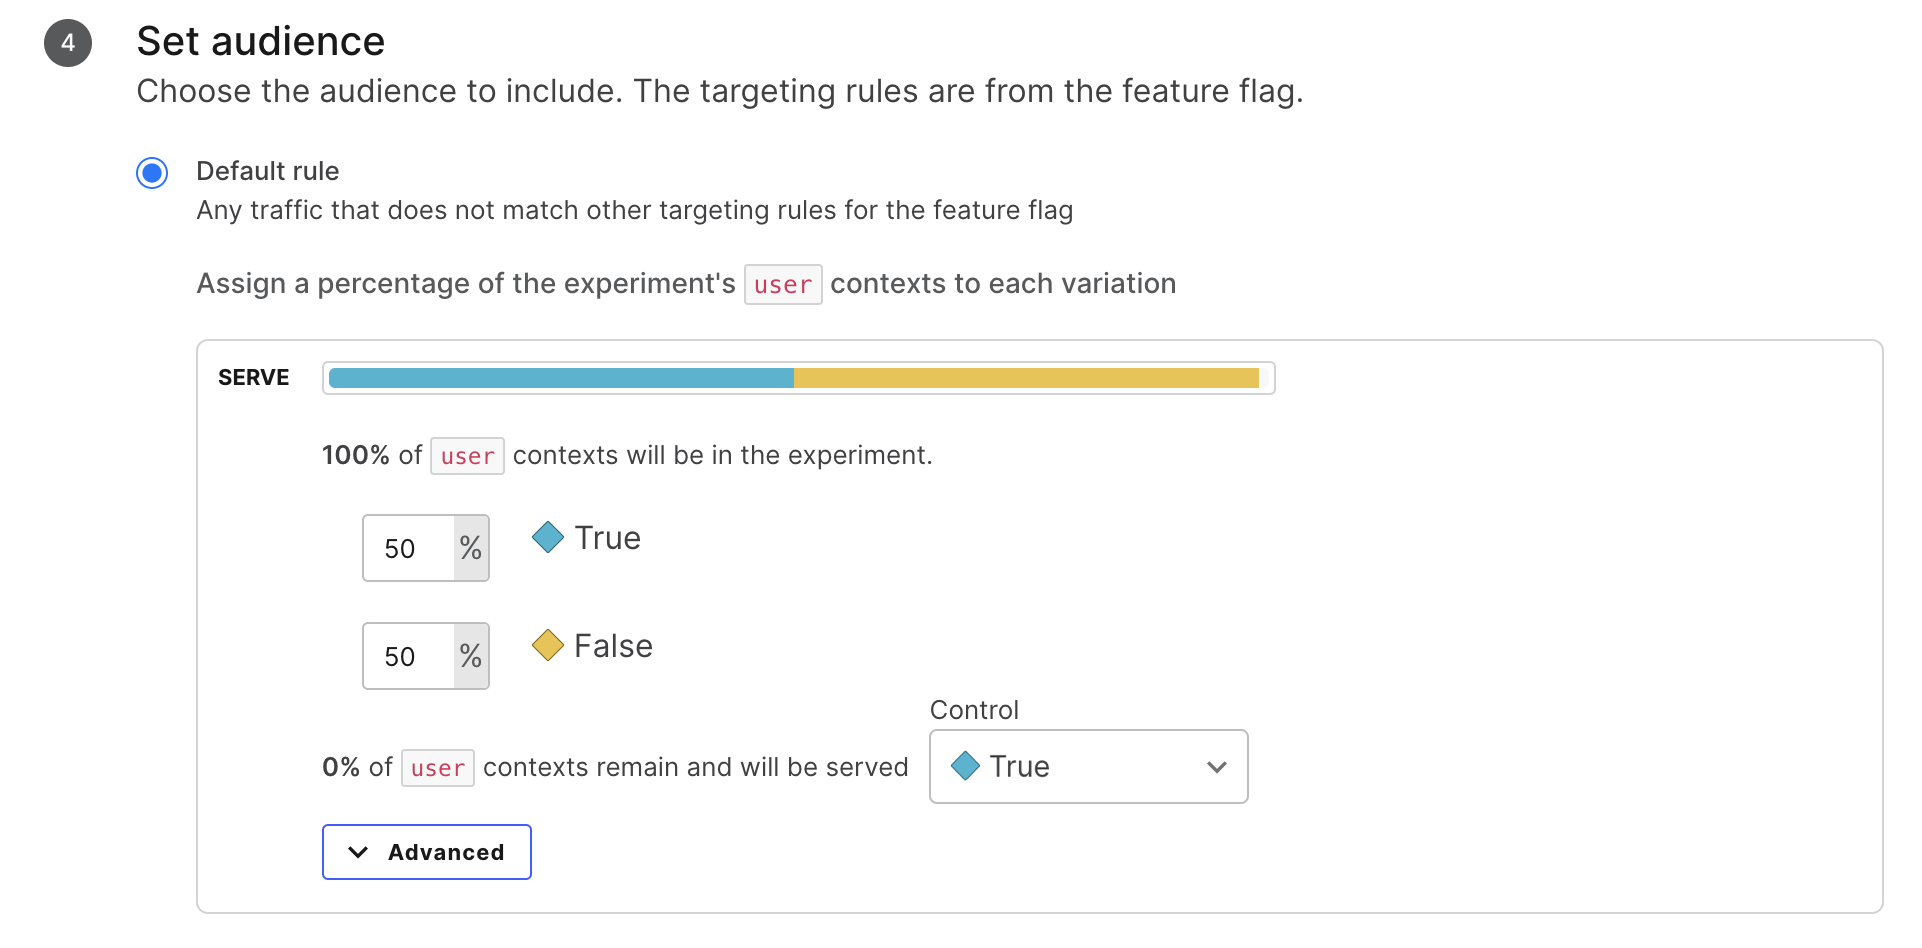 4
Set audience
Choose the audience to include. The targeting rules are from the feature flag.
Default rule
Any traffic that does not match other targeting rules for the feature flag
Assign a percentage of the experiment's user contexts to each variation
SERVE
100% of user contexts will be in the experiment.
50 % True
50 % False
Control
0% of user contexts remain and will be served True
Advanced